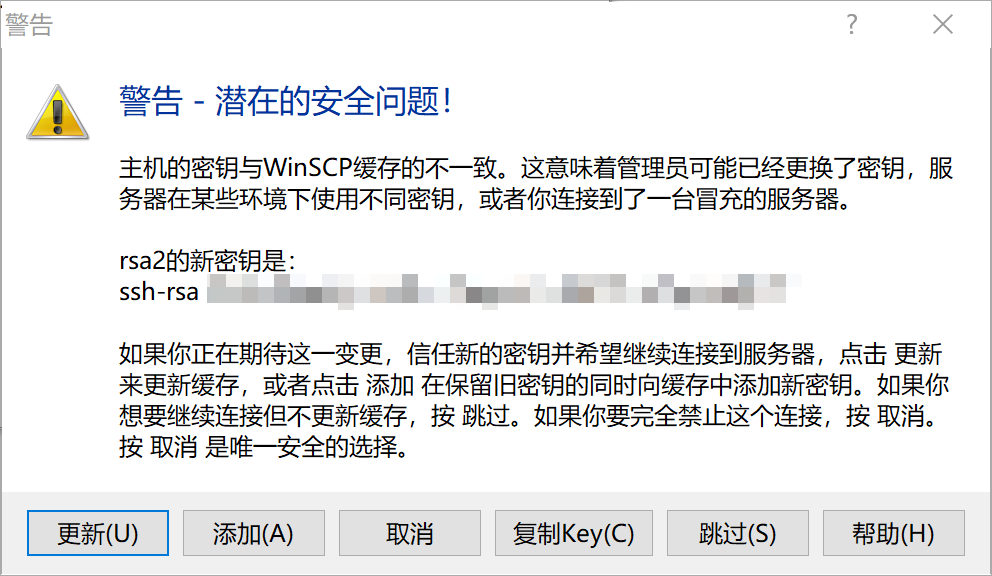 警告
警告 - 潜在的安全问题！
主机的密钥与WinSCP缓存的不一致。这意味着管理员可能已经更换了密钥，服
务器在某些环境下使用不同密钥，或者你连接到了一台冒充的服务器。
rsa2的新密钥是：
ssh-rsa
如果你正在期待这一变更，信任新的密钥并希望继续连接到服务器，点击 更新
来更新缓存，或者点击 添加 在保留旧密钥的同时向缓存中添加新密钥。如果你
想要继续连接但不更新缓存，按 跳过。如果你要完全禁止这个连接，按 取消。
按 取消 是唯一安全的选择。
更新(U) 添加(A) 取消 复制Key(C) 跳过(S) 帮助(H)